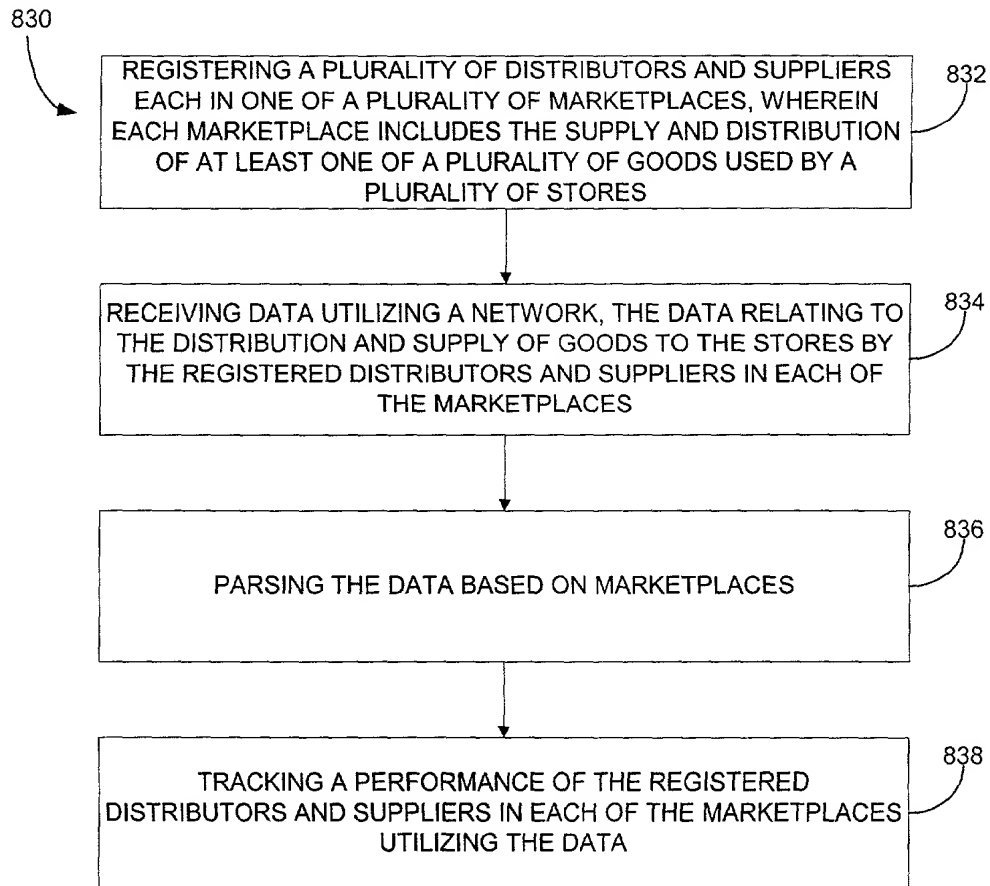 830
REGISTERING A PLURALITY OF DISTRIBUTORS AND SUPPLIERS
EACH IN ONE OF A PLURALITY OF MARKETPLACES, WHEREIN
EACH MARKETPLACE INCLUDES THE SUPPLY AND DISTRIBUTION
OF AT LEAST ONE OF A PLURALITY OF GOODS USED BY A
PLURALITY OF STORES
832
RECEIVING DATA UTILIZING A NETWORK, THE DATA RELATING TO
THE DISTRIBUTION AND SUPPLY OF GOODS TO THE STORES BY
THE REGISTERED DISTRIBUTORS AND SUPPLIERS IN EACH OF
THE MARKETPLACES
834
PARSING THE DATA BASED ON MARKETPLACES
836
TRACKING A PERFORMANCE OF THE REGISTERED
DISTRIBUTORS AND SUPPLIERS IN EACH OF THE MARKETPLACES
UTILIZING THE DATA
838